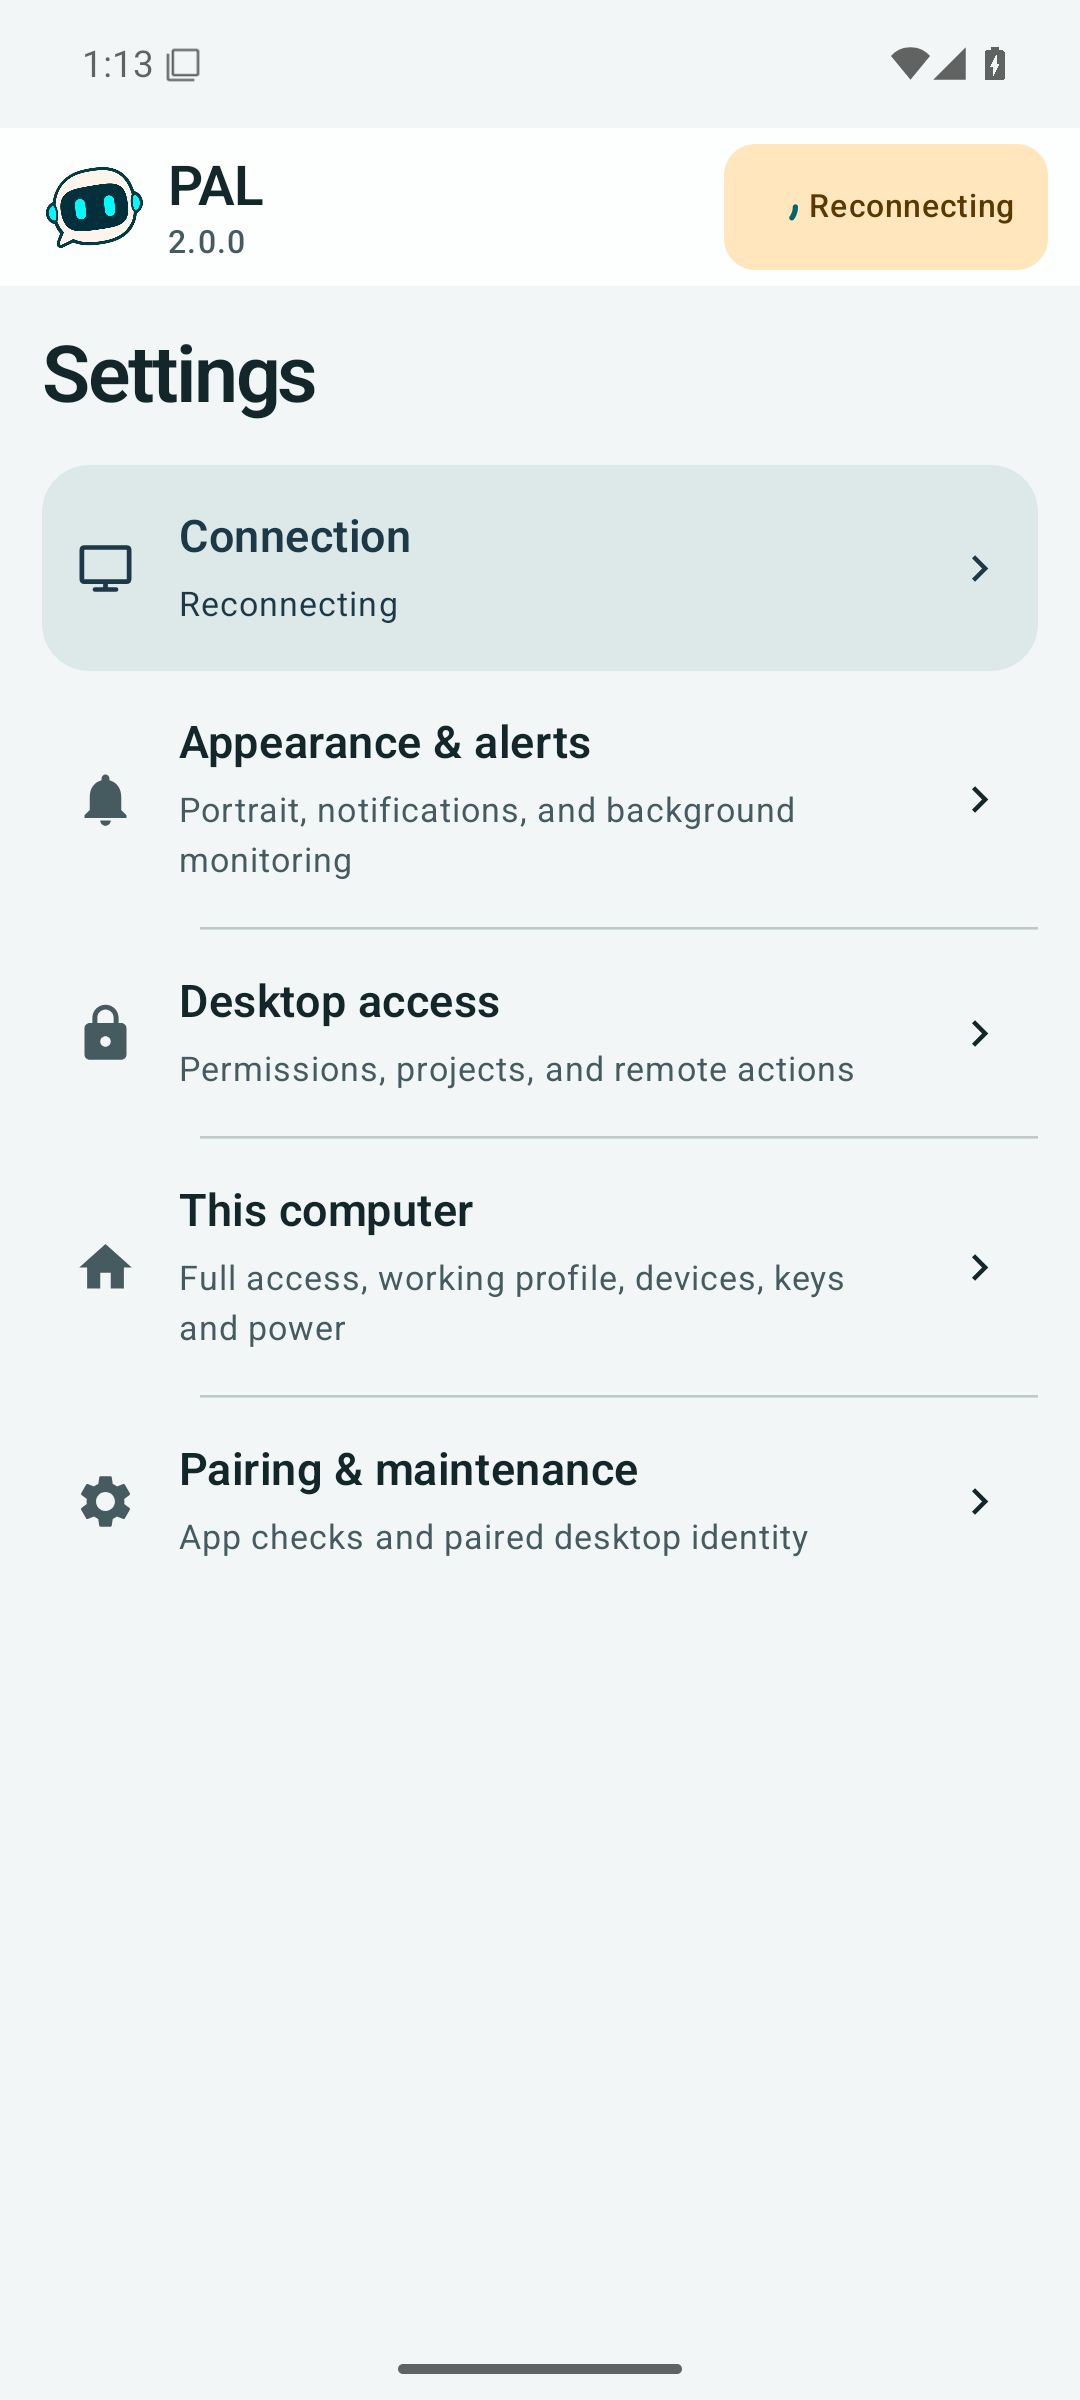 1:13
PAL
2.0.0
Reconnecting
Settings
Connection
Reconnecting
Appearance & alerts
Portrait, notifications, and background
monitoring
Desktop access
Permissions, projects, and remote actions
This computer
Full access, working profile, devices, keys
and power
Pairing & maintenance
App checks and paired desktop identity